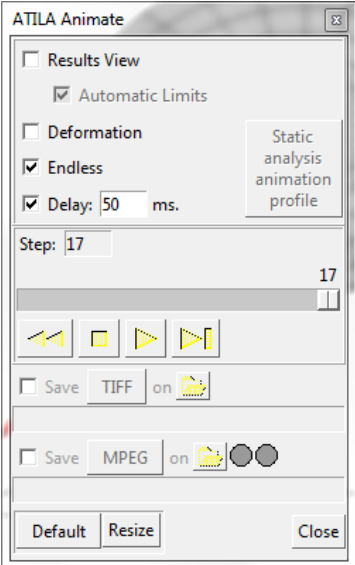 ATILA Animate
Results View
Automatic Limits
Deformation
Endless
Delay: 50 ms.
Static
analysis
animation
profile
Step: 17
17
Save TIFF on
Save MPEG on
Default Resize Close